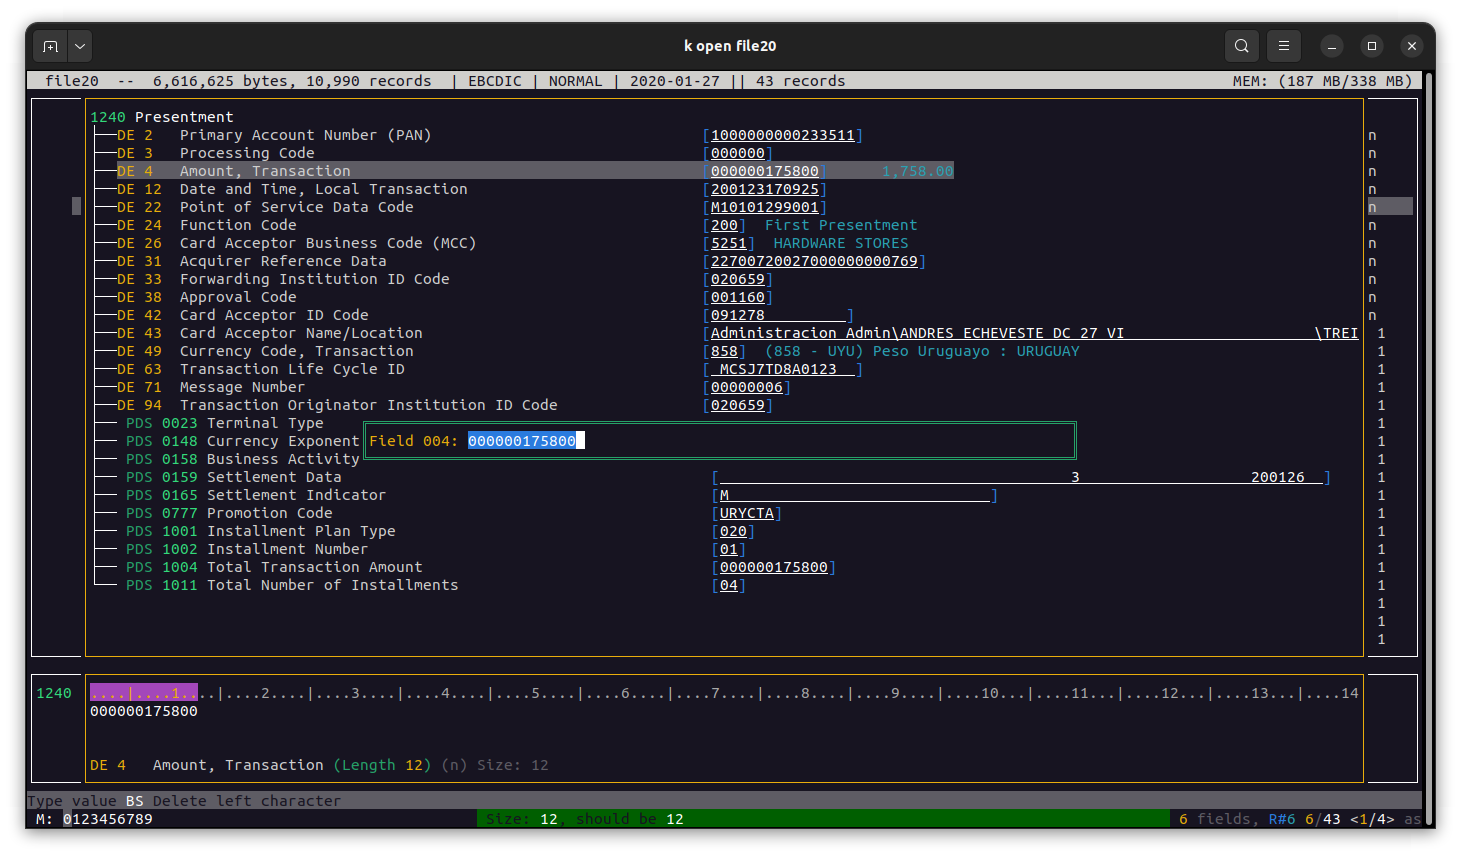 k open file20
file20 -- 6,616,625 bytes, 10,990 records | EBCDIC | NORMAL | 2020-01-27 || 43 records MEM: (187 MB/338 MB)
1240 Presentment
DE 2 Primary Account Number (PAN) [1000000000233511] n
DE 3 Processing Code [000000] n
DE 4 Amount, Transaction [000000175800] 1,758.00 n
DE 12 Date and Time, Local Transaction [200123170925] n
DE 22 Point of Service Data Code [M10101299001] n
DE 24 Function Code [200] First Presentment n
DE 26 Card Acceptor Business Code (MCC) [5251] HARDWARE STORES n
DE 31 Acquirer Reference Data [22700720027000000000769] n
DE 33 Forwarding Institution ID Code [020659] n
DE 38 Approval Code [001160] n
DE 42 Card Acceptor ID Code [091278 ] n
DE 43 Card Acceptor Name/Location [Administracion Admin\ANDRES ECHEVESTE DC 27 VI \TREI 1
DE 49 Currency Code, Transaction [858] (858 - UYU) Peso Uruguayo : URUGUAY 1
DE 63 Transaction Life Cycle ID [ MCSJ7TD8A0123 ] 1
DE 71 Message Number [00000006] 1
DE 94 Transaction Originator Institution ID Code [020659] 1
PDS 0023 Terminal Type 1
PDS 0148 Currency Exponent Field 004: 000000175800 1
PDS 0158 Business Activity 1
PDS 0159 Settlement Data [ 3 200126 ] 1
PDS 0165 Settlement Indicator [M ] 1
PDS 0777 Promotion Code [URYCTA] 1
PDS 1001 Installment Plan Type [020] 1
PDS 1002 Installment Number [01] 1
PDS 1004 Total Transaction Amount [000000175800] 1
PDS 1011 Total Number of Installments [04] 1
1
1
1
1240 ....|....1....|....2....|....3....|....4....|....5....|....6....|....7....|....8....|....9....|....10...|....11...|....12...|....13...|....14
000000175800
DE 4 Amount, Transaction (Length 12) (n) Size: 12
Type value BS Delete left character
M: 0123456789 Size: 12, should be 12 6 fields, R#6 6/43 <1/4> as